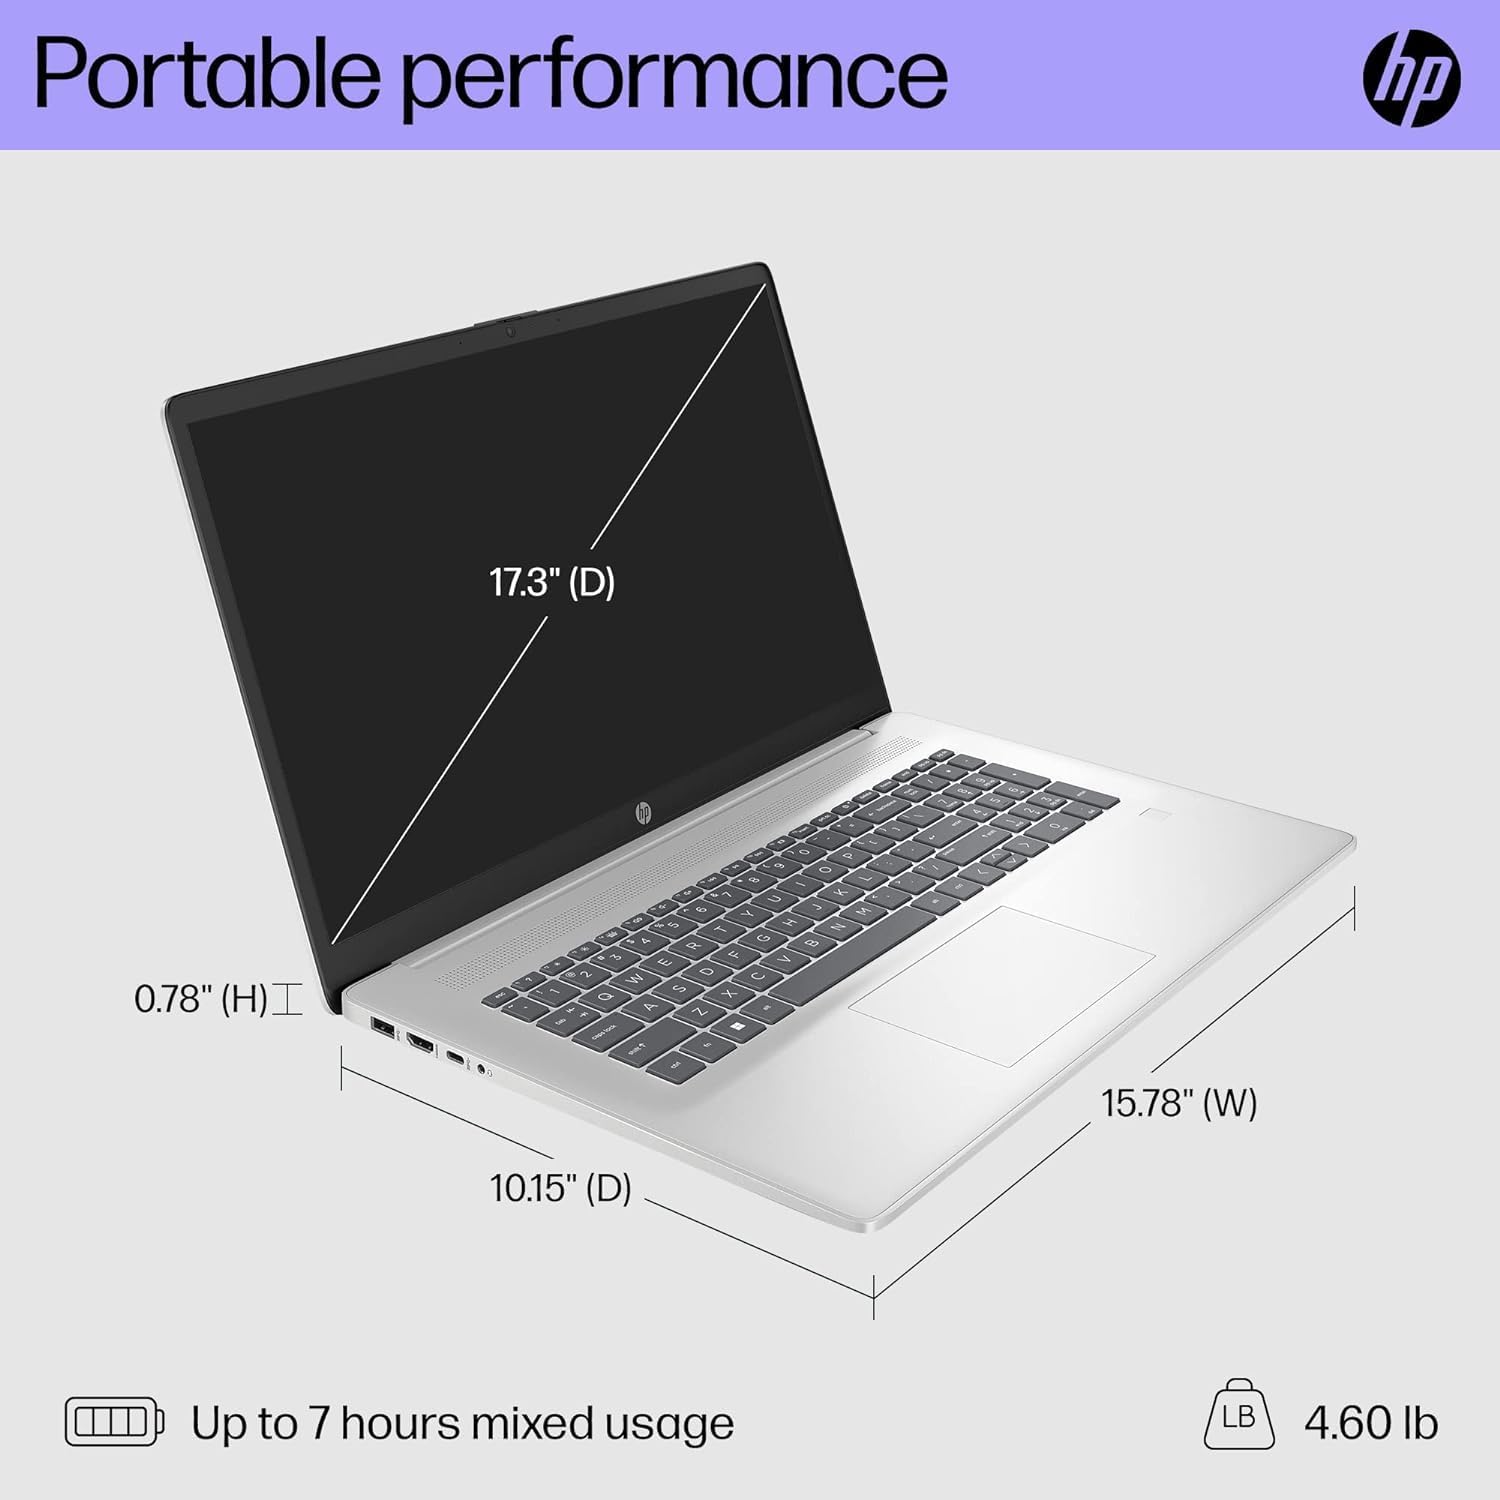 Portable performance
hp
17.3" (D)
hp
0.78" (H)
15.78" (W)
10.15" (D)
Up to 7 hours mixed usage
LB
4.60 lb